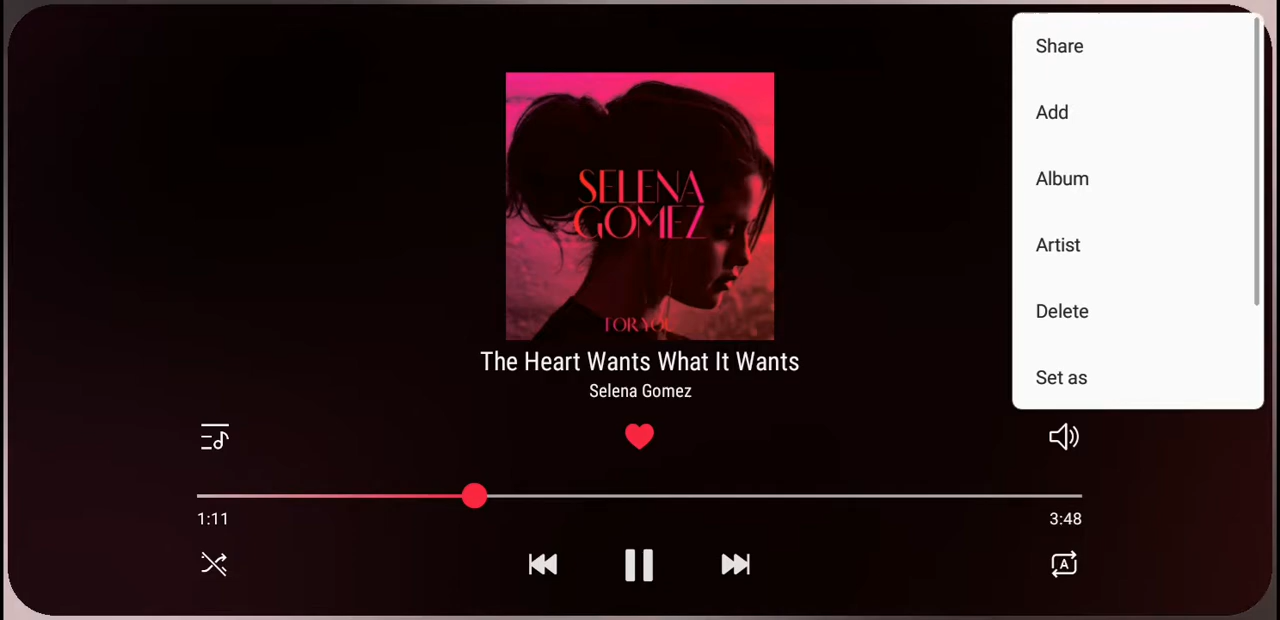 Share
Add
Album
Artist
Delete
Set as
SELENA
GOMEZ
FOR YOU
The Heart Wants What It Wants
Selena Gomez
1:11
3:48
A